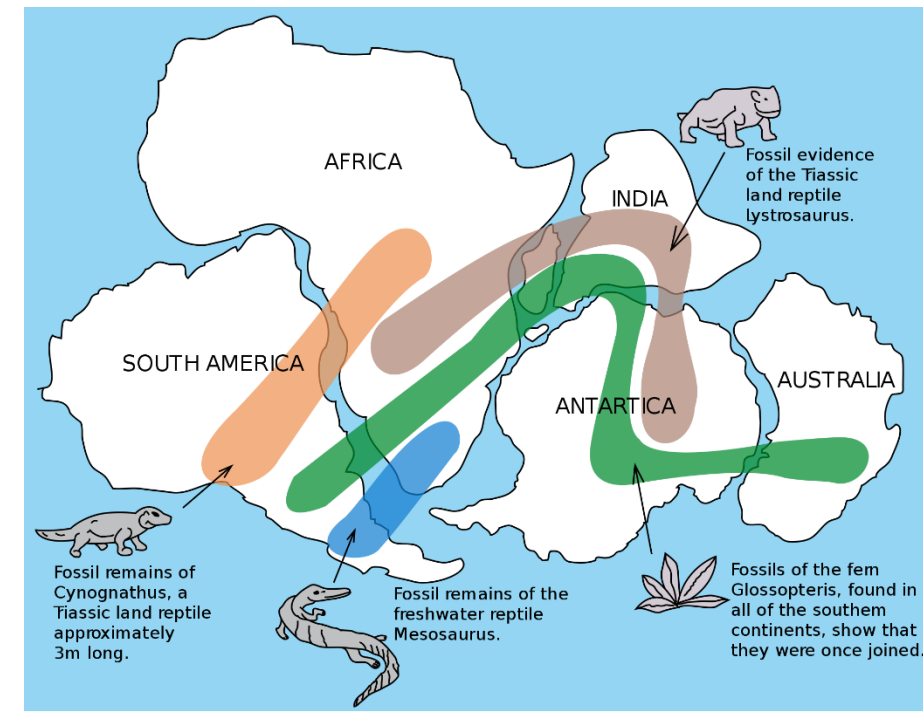 AFRICA
INDIA
Fossil evidence
of the Tiassic
land reptile
Lystrosaurus.
SOUTH AMERICA
ANTARTICA
AUSTRALIA
Fossil remains of
Cynognathus, a
Tiassic land reptile
approximately
3m long.
Fossil remains of the
freshwater reptile
Mesosaurus.
Fossils of the fem
Glossopteris, found in
all of the southem
continents, show that
they were once joined.